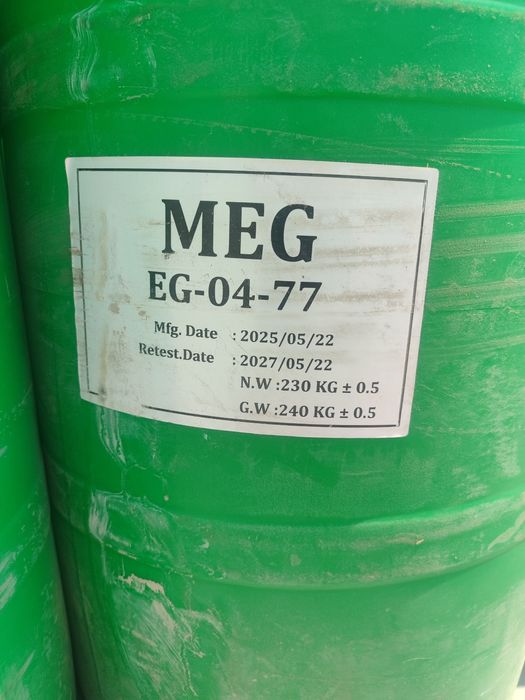 MEG
EG-04-77
Mfg. Date : 2025/05/22
Retest.Date : 2027/05/22
N.W :230 KG ± 0.5
G.W :240 KG ± 0.5